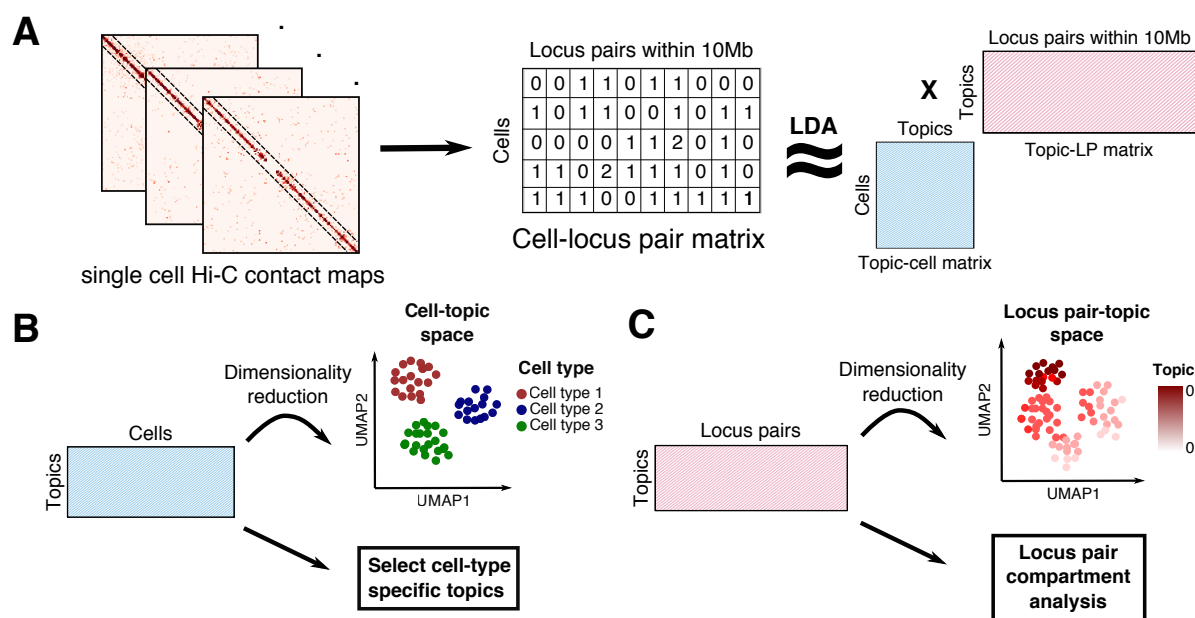 A
single cell Hi-C contact maps
Locus pairs within 10Mb
Cells
0 0 1 1 0 1 1 0 0 0
1 0 1 1 0 0 1 0 1 1
0 0 0 0 1 1 2 0 1 0
1 1 0 2 1 1 1 0 1 0
1 1 1 0 0 1 1 1 1 1
Cell-locus pair matrix
LDA
Topics
Cells
Topic-cell matrix
X
Locus pairs within 10Mb
Topics
Topic-LP matrix
B
Cells
Topics
Dimensionality
reduction
Cell-topic
space
UMAP2
UMAP1
Cell type
Cell type 1
Cell type 2
Cell type 3
Select cell-type
specific topics
C
Locus pairs
Topics
Dimensionality
reduction
Locus pair-topic
space
UMAP2
UMAP1
Topic
0
0
Locus pair
compartment
analysis